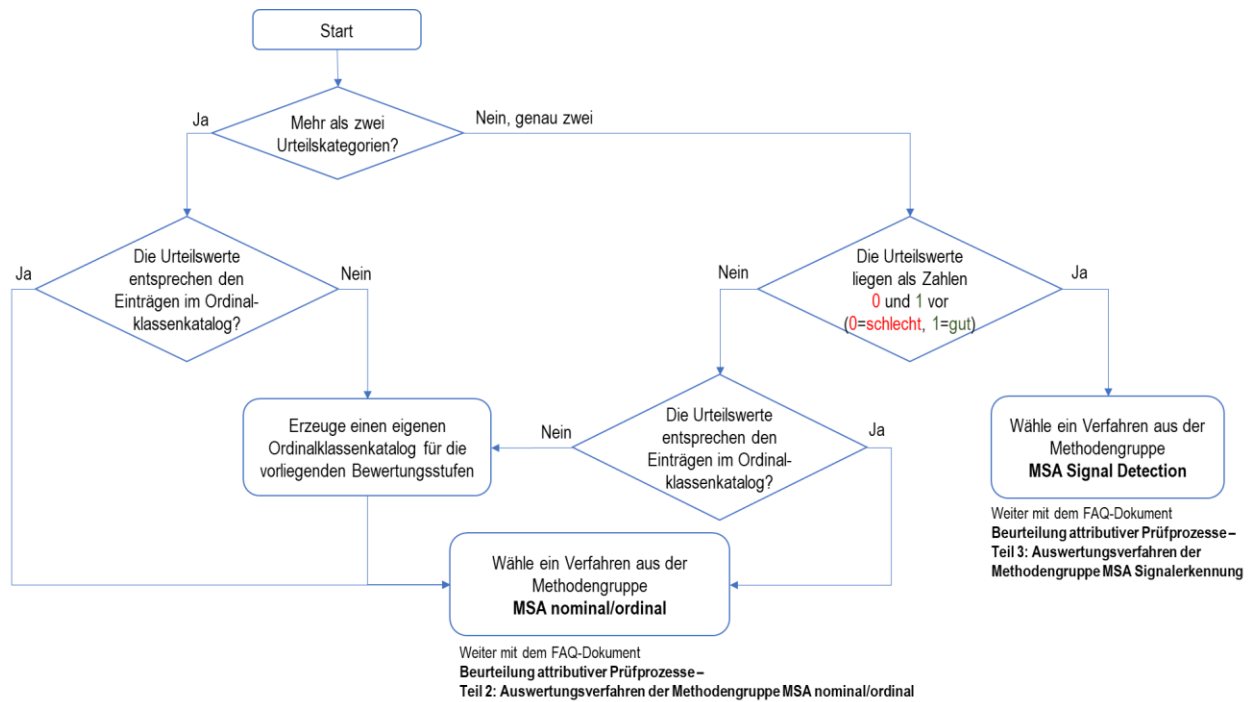 Start
Mehr als zwei
Urteilskategorien?
Ja
Nein, genau zwei
Die Urteilswerte
entsprechen den
Einträgen im Ordinal-
klassenkatalog?
Ja
Nein
Die Urteilswerte
liegen als Zahlen
0 und 1 vor
(0=schlecht, 1=gut)
Nein
Ja
Erzeuge einen eigenen
Ordinalklassenkatalog für die
vorliegenden Bewertungsstufen
Die Urteilswerte
entsprechen den
Einträgen im Ordinal-
klassenkatalog?
Nein
Ja
Wähle ein Verfahren aus der
Methodengruppe
MSA Signal Detection
Weiter mit dem FAQ-Dokument
Beurteilung attributiver Prüfprozesse–
Teil 3: Auswertungsverfahren der
Methodengruppe MSA Signalerkennung
Wähle ein Verfahren aus der
Methodengruppe
MSA nominal/ordinal
Weiter mit dem FAQ-Dokument
Beurteilung attributiver Prüfprozesse–
Teil 2: Auswertungsverfahren der Methodengruppe MSA nominal/ordinal